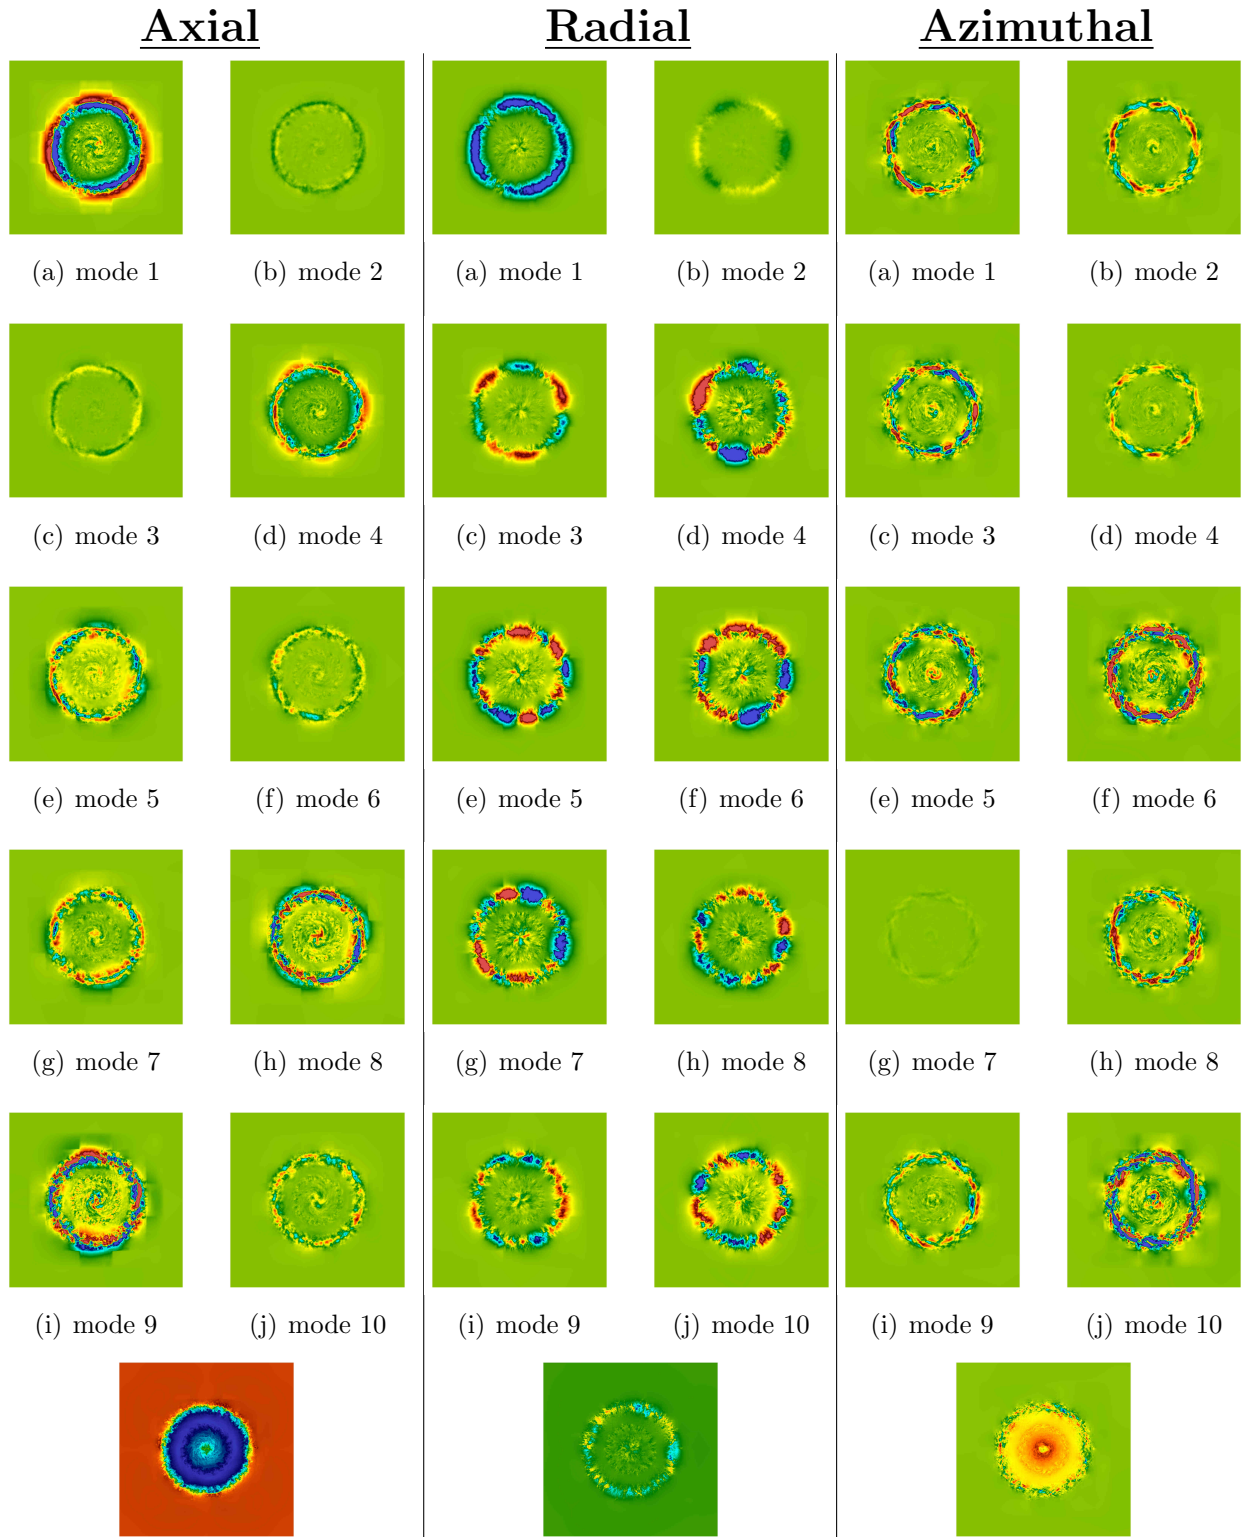 Axial Radial Azimuthal
(a) mode 1 (b) mode 2 (a) mode 1 (b) mode 2 (a) mode 1 (b) mode 2
(c) mode 3 (d) mode 4 (c) mode 3 (d) mode 4 (c) mode 3 (d) mode 4
(e) mode 5 (f) mode 6 (e) mode 5 (f) mode 6 (e) mode 5 (f) mode 6
(g) mode 7 (h) mode 8 (g) mode 7 (h) mode 8 (g) mode 7 (h) mode 8
(i) mode 9 (j) mode 10 (i) mode 9 (j) mode 10 (i) mode 9 (j) mode 10